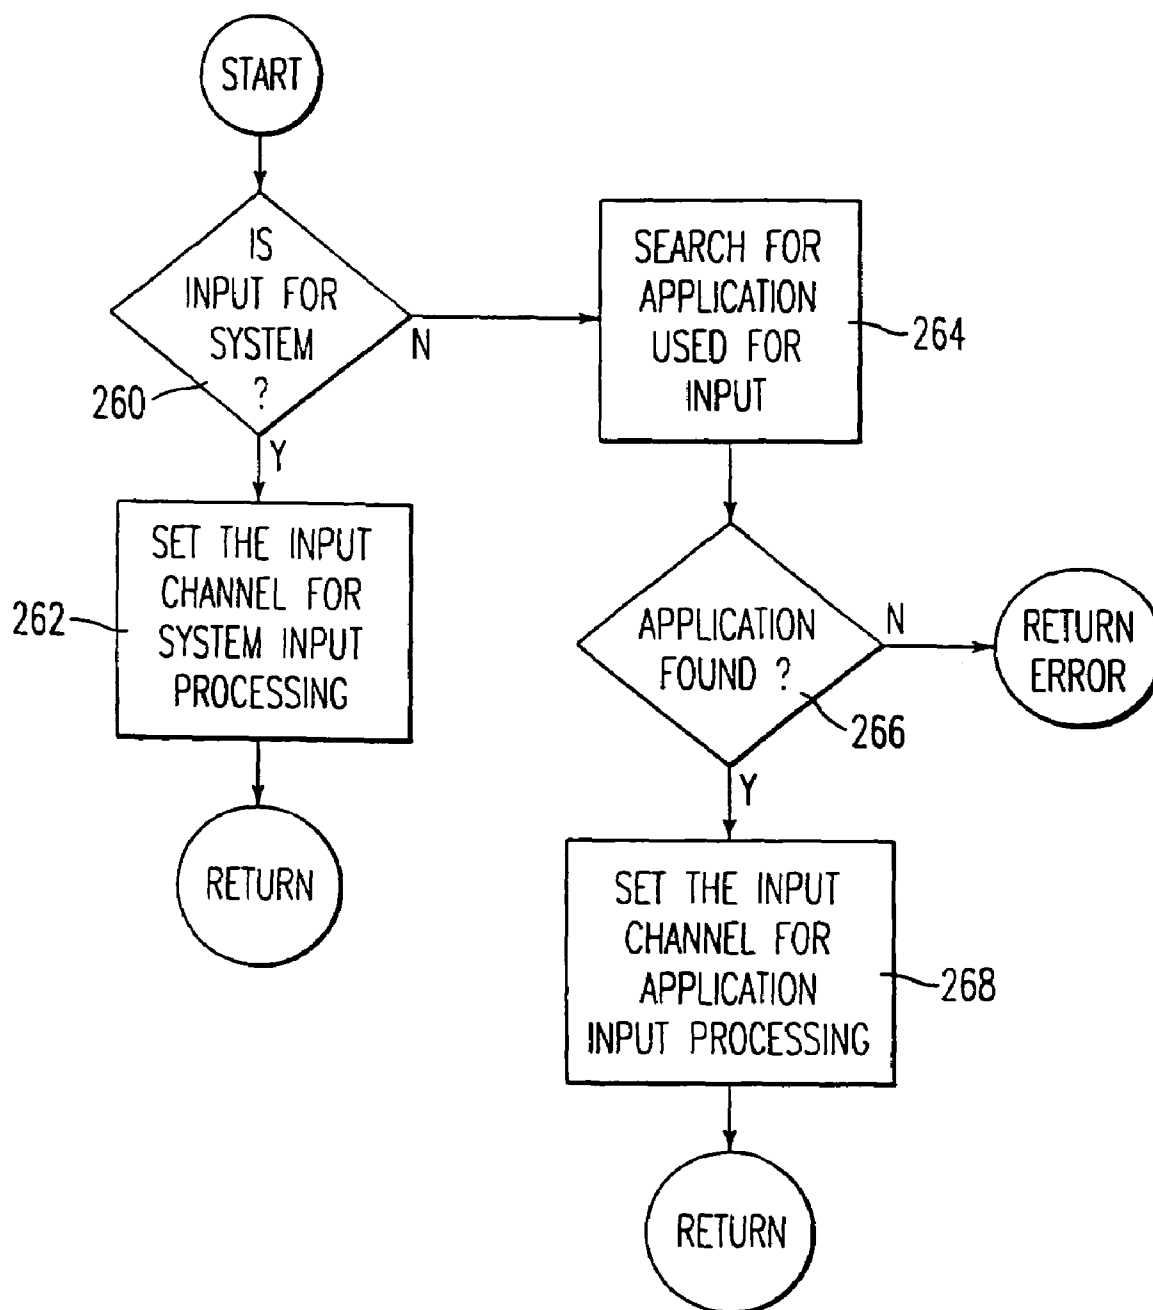 START
IS
INPUT FOR
SYSTEM
?
260
N
Y
SET THE INPUT
CHANNEL FOR
SYSTEM INPUT
PROCESSING
262
RETURN
SEARCH FOR
APPLICATION
USED FOR
INPUT
264
APPLICATION
FOUND ?
266
N
RETURN
ERROR
Y
SET THE INPUT
CHANNEL FOR
APPLICATION
INPUT PROCESSING
268
RETURN